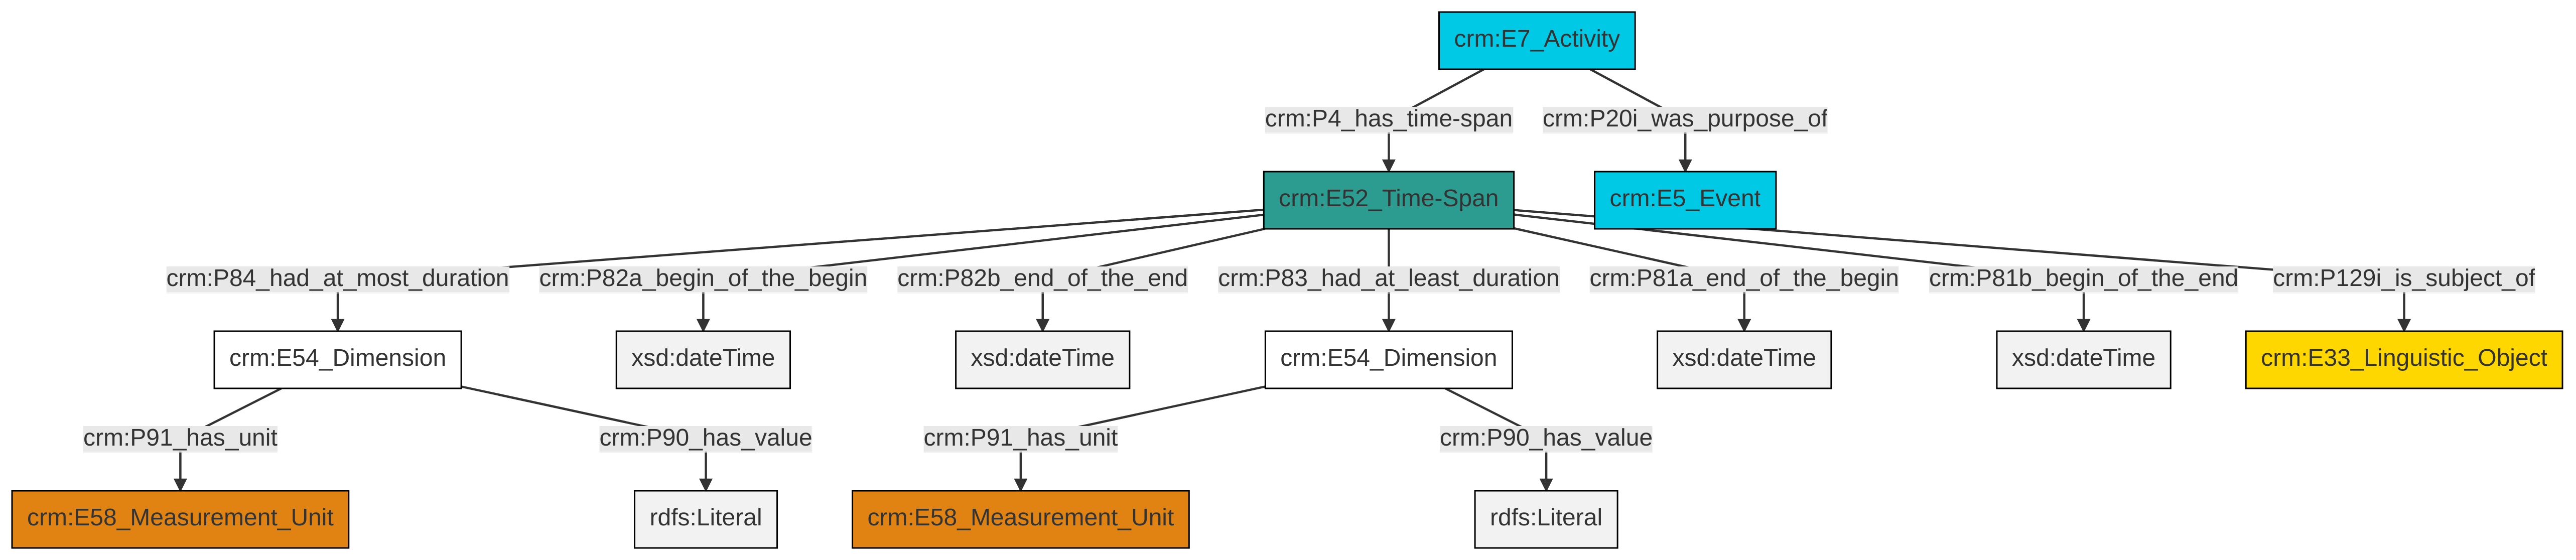 crm:E7_Activity
crm:P4_has_time-span
crm:P20i_was_purpose_of
crm:E52_Time-Span
crm:E5_Event
crm:P84_had_at_most_duration
crm:P82a_begin_of_the_begin
crm:P82b_end_of_the_end
crm:P83_had_at_least_duration
crm:P81a_end_of_the_begin
crm:P81b_begin_of_the_end
crm:P129i_is_subject_of
crm:E54_Dimension
xsd:dateTime
xsd:dateTime
crm:E54_Dimension
xsd:dateTime
xsd:dateTime
crm:E33_Linguistic_Object
crm:P91_has_unit
crm:P90_has_value
crm:P91_has_unit
crm:P90_has_value
crm:E58_Measurement_Unit
rdfs:Literal
crm:E58_Measurement_Unit
rdfs:Literal